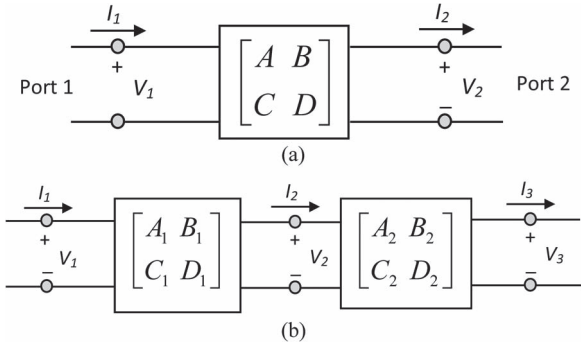 I₁ I₂
+ +
Port 1 V₁ [A B C D] V₂ Port 2
−
(a)
I₁ I₂ I₃
+ + +
V₁ [A₁ B₁ C₁ D₁] V₂ [A₂ B₂ C₂ D₂] V₃
− − −
(b)